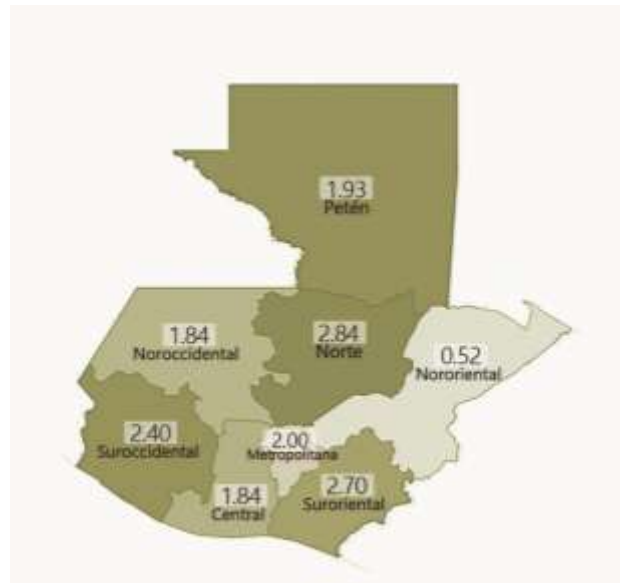 1.93
Petén
1.84
Noroccidental
2.84
Norte
0.52
Nororiental
2.40
Suroccidental
2.00
Metropolitana
1.84
Central
2.70
Suroriental